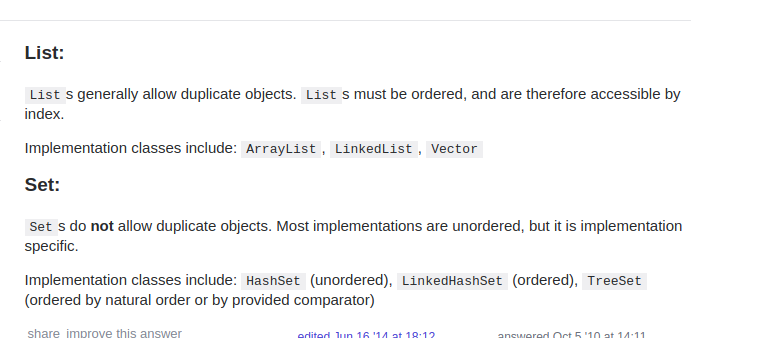 List:
Lists generally allow duplicate objects. Lists must be ordered, and are therefore accessible by
index.
Implementation classes include: ArrayList, LinkedList, Vector
Set:
Sets do not allow duplicate objects. Most implementations are unordered, but it is implementation
specific.
Implementation classes include: HashSet (unordered), LinkedHashSet (ordered), TreeSet
(ordered by natural order or by provided comparator)
share improve this answer edited Jun 16 '14 at 18:12 answered Oct 5 '10 at 14:11